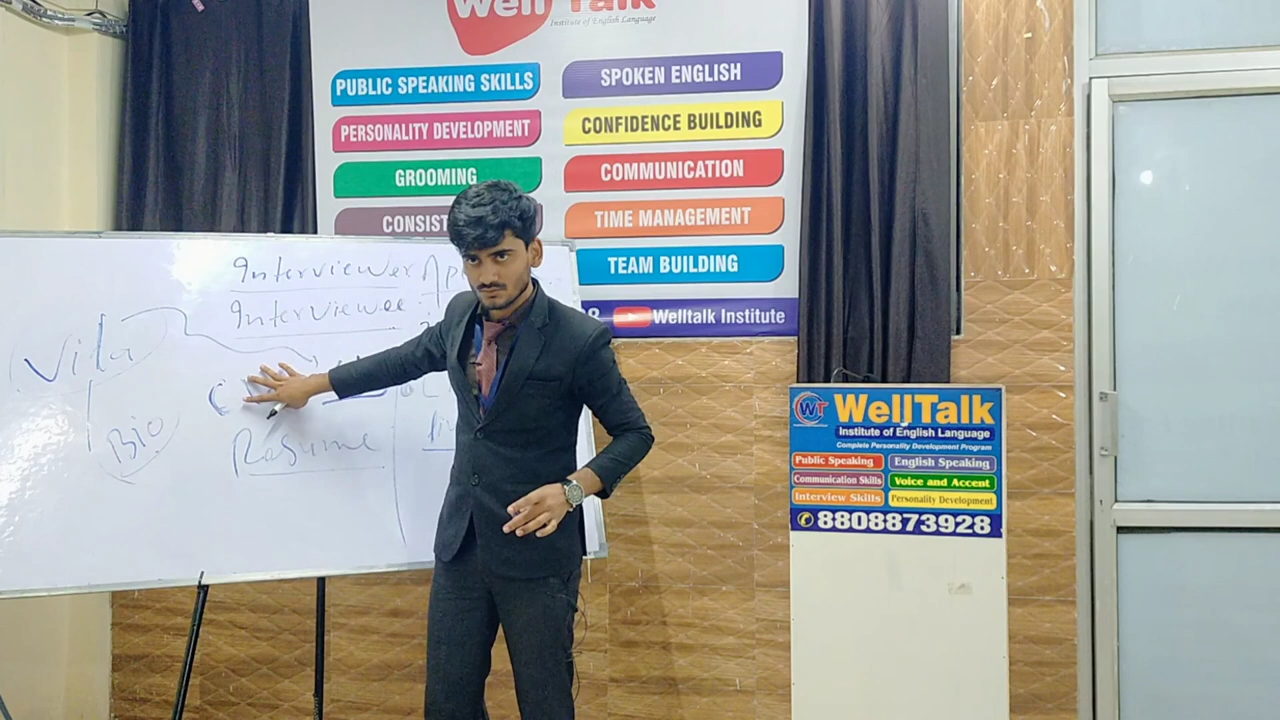 Well Talk
Institute of English Language
PUBLIC SPEAKING SKILLS
SPOKEN ENGLISH
PERSONALITY DEVELOPMENT
CONFIDENCE BUILDING
GROOMING
COMMUNICATION
CONSIST
TIME MANAGEMENT
TEAM BUILDING
8 Welltalk Institute
Interviewer
Interviewee
Vita
Bio
Resume
WT WellTalk
Institute of English Language
Complete Personality Development Program
Public Speaking
English Speaking
Communication Skills
Voice and Accent
Interview Skills
Personality Development
8808873928